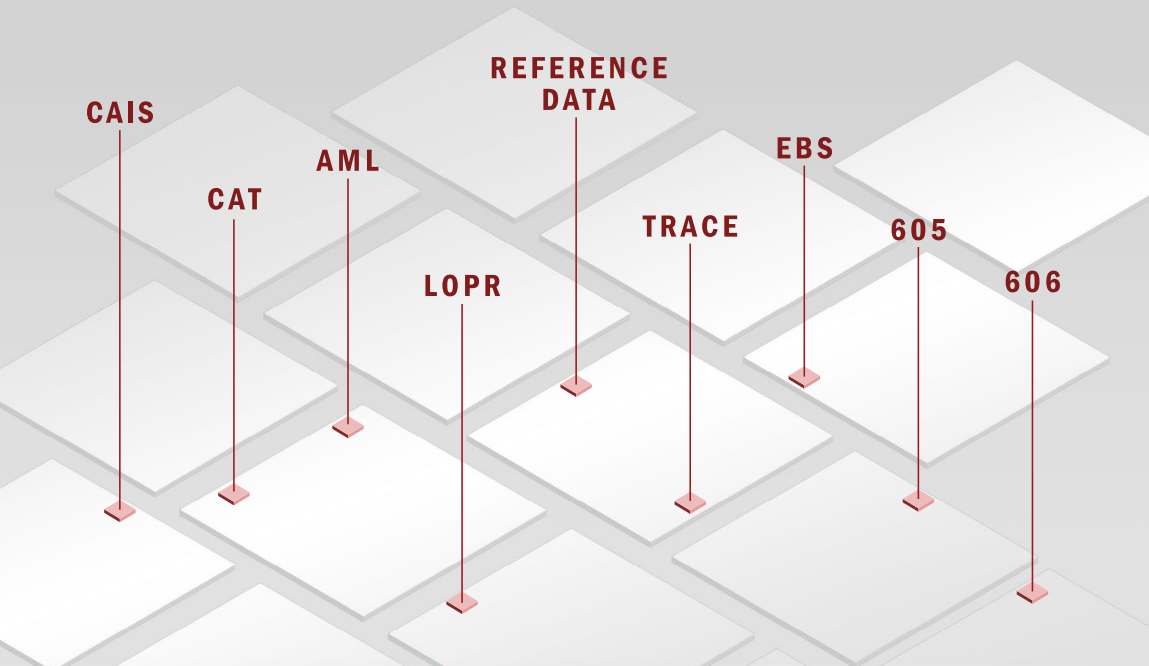 CAIS
CAT
AML
LOPR
REFERENCE
DATA
TRACE
EBS
605
606